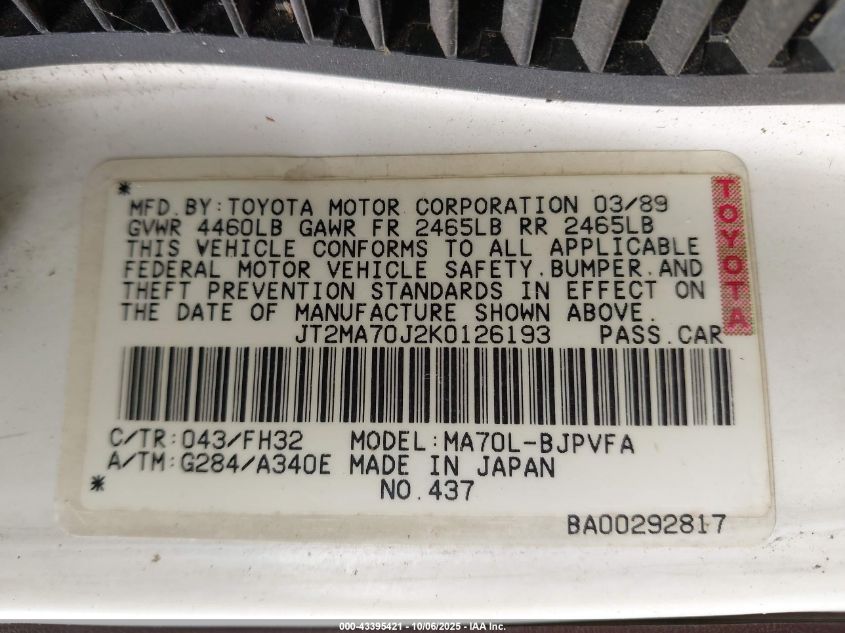 *
MFD.BY:TOYOTA MOTOR CORPORATION 03/89
GVWR 4460LB GAWR FR 2465LB RR 2465LB
THIS VEHICLE CONFORMS TO ALL APPLICABLE
FEDERAL MOTOR VEHICLE SAFETY.BUMPER.AND
THEFT PREVENTION STANDARDS IN EFFECT ON
THE DATE OF MANUFACTURE SHOWN ABOVE.
JT2MA70J2K0126193 PASS.CAR
TOYOTA
C/TR:043/FH32 MODEL:MA70L-BJPVFA
A/TM:G284/A340E MADE IN JAPAN
* NO.437
BA00292817
000-43395421 - 10/06/2025 - IAA Inc.